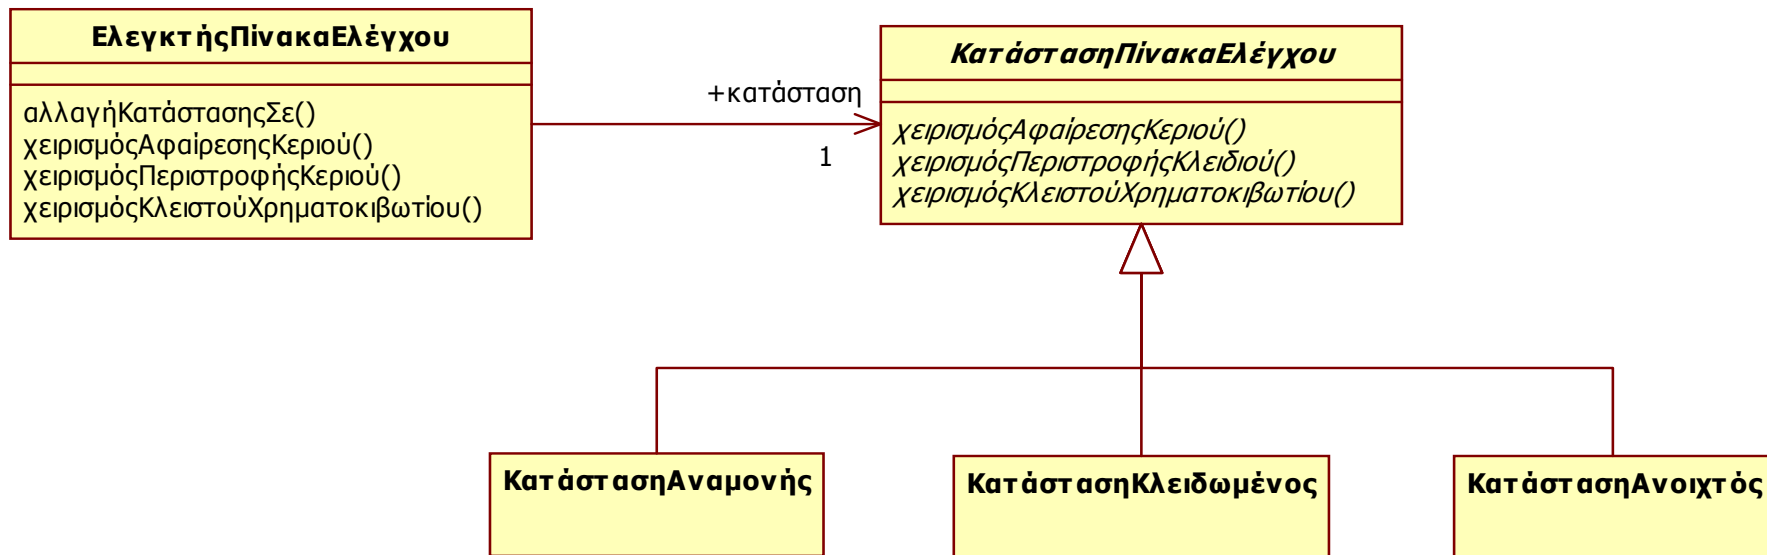 ΕλεγκτήςΠίνακαΕλέγχου
αλλαγήΚατάστασηςΣε()
χειρισμόςΑφαίρεσηςΚεριού()
χειρισμόςΠεριστροφήςΚεριού()
χειρισμόςΚλειστούΧρηματοκιβωτίου()
+κατάσταση
1
ΚατάστασηΠίνακαΕλέγχου
χειρισμόςΑφαίρεσηςΚεριού()
χειρισμόςΠεριστροφήςΚλειδιού()
χειρισμόςΚλειστούΧρηματοκιβωτίου()
ΚατάστασηΑναμονής
ΚατάστασηΚλειδωμένος
ΚατάστασηΑνοιχτός